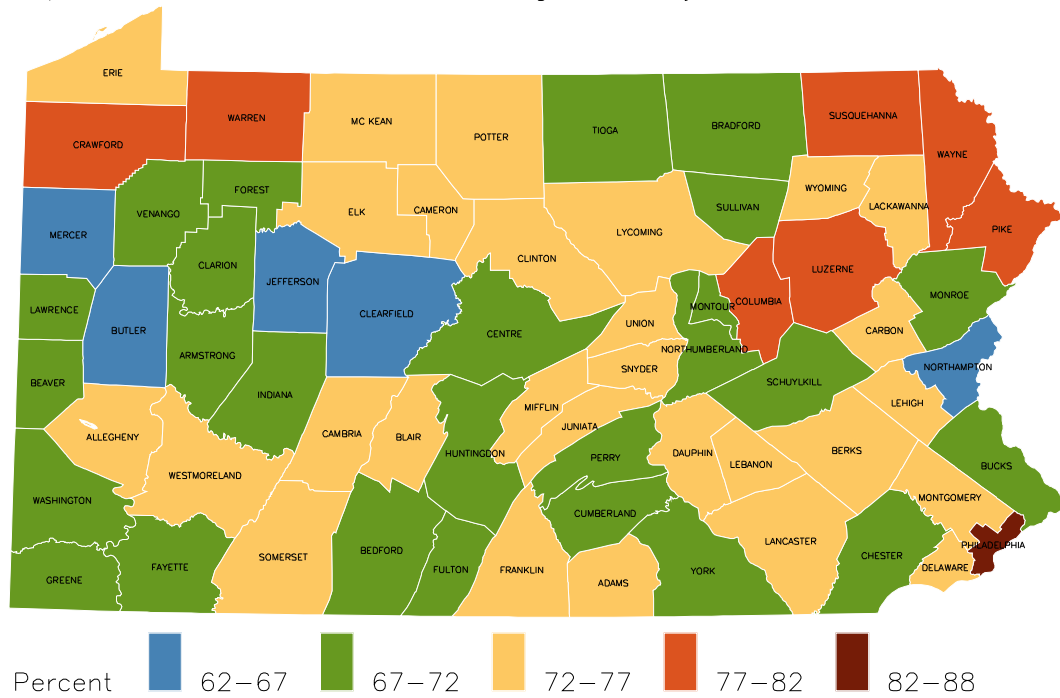 ERIE
WARREN
MC KEAN
POTTER
TIOGA
BRADFORD
SUSQUEHANNA
CRAWFORD
WAYNE
FOREST
WYOMING
LACKAWANNA
VENANGO
ELK
CAMERON
SULLIVAN
MERCER
LYCOMING
PIKE
CLARION
CLINTON
LUZERNE
JEFFERSON
MONROE
LAWRENCE
CLEARFIELD
MONTOUR
COLUMBIA
BUTLER
UNION
CARBON
CENTRE
ARMSTRONG
NORTHUMBERLAND
SNYDER
NORTHAMPTON
BEAVER
SCHUYLKILL
INDIANA
LEHIGH
MIFFLIN
ALLEGHENY
CAMBRIA
BLAIR
JUNIATA
HUNTINGDON
DAUPHIN
BERKS
PERRY
LEBANON
BUCKS
WESTMORELAND
WASHINGTON
MONTGOMERY
CUMBERLAND
LANCASTER
PHILADELPHIA
BEDFORD
SOMERSET
CHESTER
FAYETTE
FULTON
FRANKLIN
YORK
DELAWARE
GREENE
ADAMS
Percent 62–67 67–72 72–77 77–82 82–88